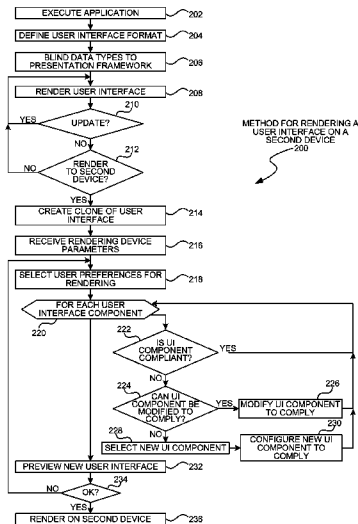 EXECUTE APPLICATION
202
DEFINE USER INTERFACE FORMAT
204
BLIND DATA TYPES TO
PRESENTATION FRAMEWORK
206
RENDER USER INTERFACE
208
210
YES
UPDATE?
METHOD FOR RENDERING A
USER INTERFACE ON A
SECOND DEVICE
200
NO
212
NO
RENDER
TO SECOND
DEVICE?
YES
CREATE CLONE OF USER
INTERFACE
214
RECEIVE RENDERING DEVICE
PARAMETERS
216
SELECT USER PREFERENCES FOR
RENDERING
218
FOR EACH USER
INTERFACE COMPONENT
220
222
IS UI
COMPONENT
COMPLIANT?
YES
NO
224
CAN UI
COMPONENT BE
MODIFIED TO
COMPLY?
YES
226
MODIFY UI COMPONENT
TO COMPLY
NO
228
SELECT NEW UI COMPONENT
230
CONFIGURE NEW UI
COMPONENT TO
COMPLY
PREVIEW NEW USER INTERFACE
232
234
NO
OK?
YES
RENDER ON SECOND DEVICE
236